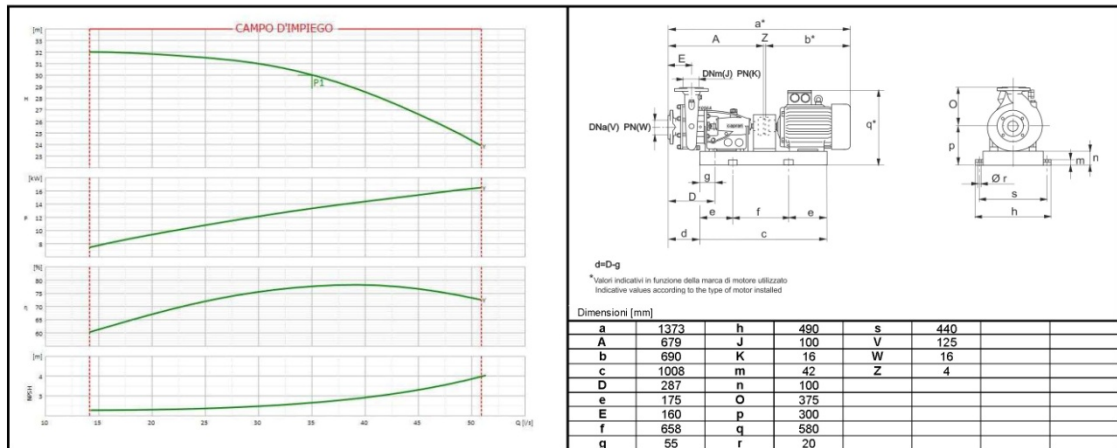 CAMPO D'IMPIEGO
[m]
33
32
31
30
29
28
27
26
25
24
23
H
P1
[kW]
16
14
12
10
8
P
[%]
80
75
70
65
60
η
[m]
4
3
NPSH
10
15
20
25
30
35
40
45
50
Q [l/s]
a*
A
Z
b*
E
DNm(J) PN(K)
DNa(V) PN(W)
q*
g
D
e
f
e
d
c
O
p
n
m
Ø r
s
h
d=D-g
*Valori indicativi in funzione della marca di motore utilizzato
Indicative values according to the type of motor installed
Dimensioni [mm]
a 1373 h 490 s 440
A 679 J 100 V 125
b 690 K 16 W 16
c 1008 m 42 Z 4
D 287 n 100
e 175 O 375
E 160 p 300
f 658 q 580
g 55 r 20